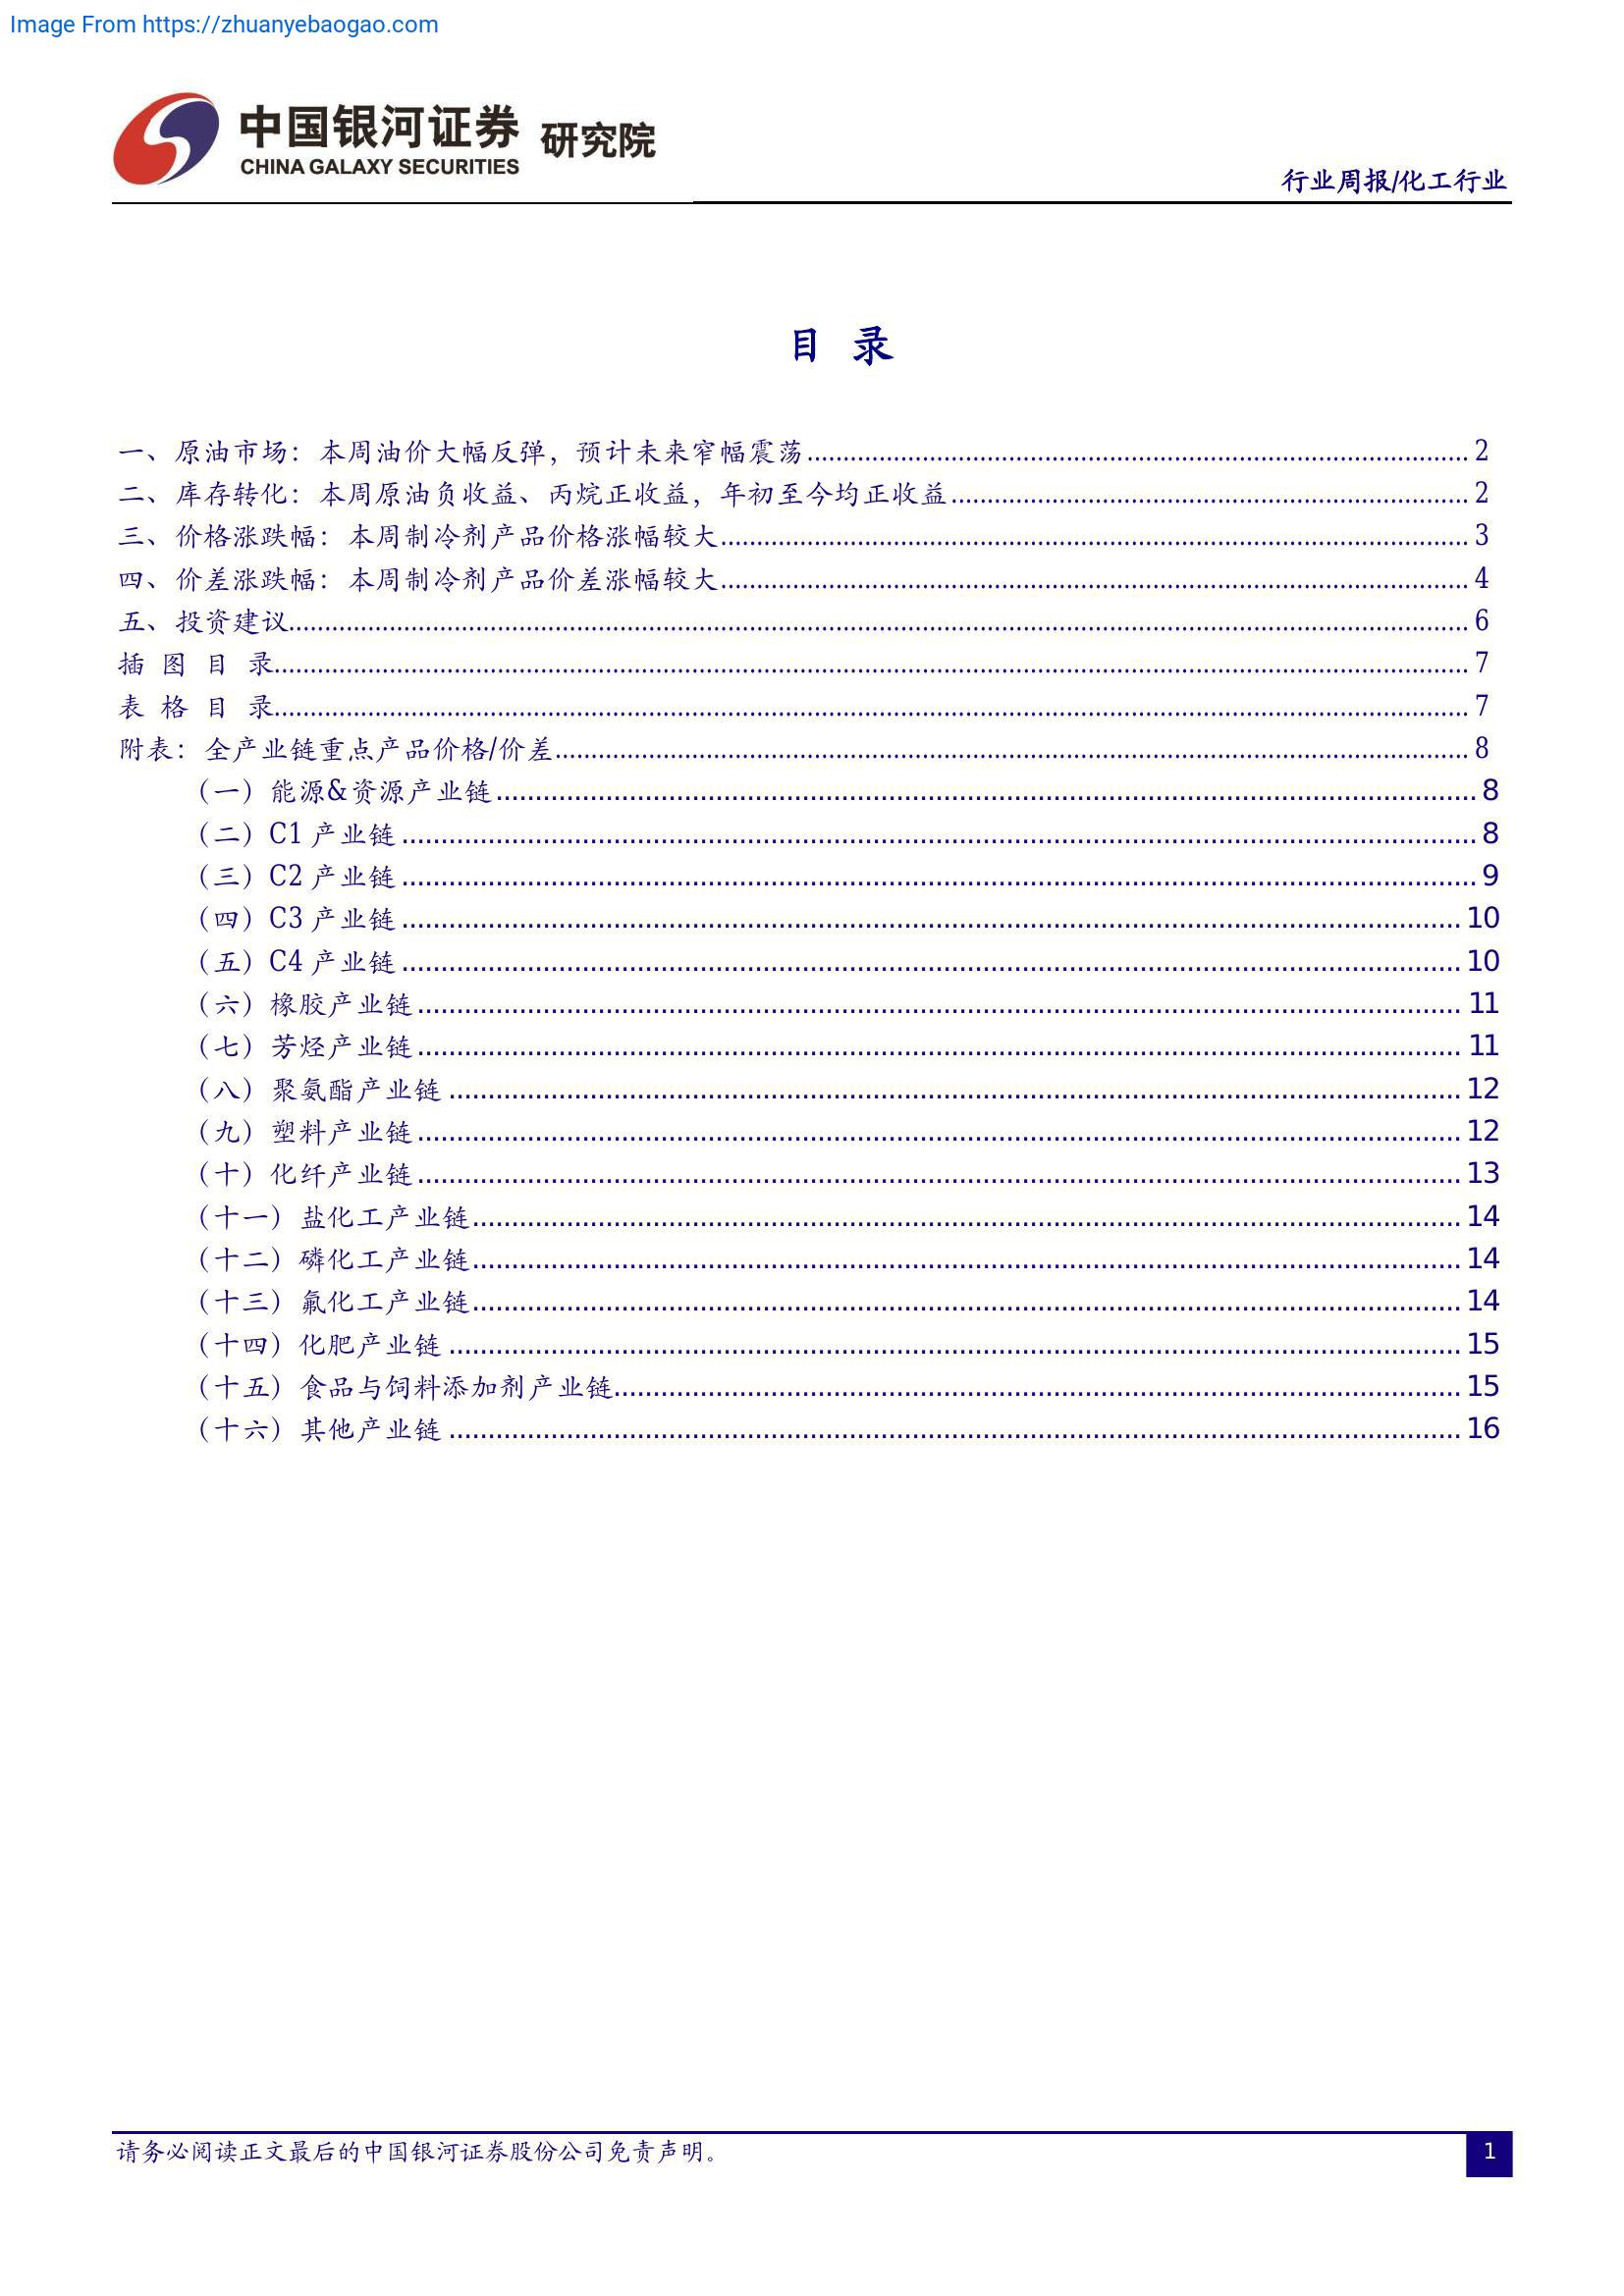 Image From https://zhuanyebaogao.com
中国银河证券 研究院
CHINA GALAXY SECURITIES
行业周报/化工行业
目 录
一、原油市场：本周油价大幅反弹，预计未来窄幅震荡 2
二、库存转化：本周原油负收益、丙烷正收益，年初至今均正收益 2
三、价格涨跌幅：本周制冷剂产品价格涨幅较大 3
四、价差涨跌幅：本周制冷剂产品价差涨幅较大 4
五、投资建议 6
插 图 目 录 7
表 格 目 录 7
附表：全产业链重点产品价格/价差 8
（一）能源&资源产业链 8
（二）C1 产业链 8
（三）C2 产业链 9
（四）C3 产业链 10
（五）C4 产业链 10
（六）橡胶产业链 11
（七）芳烃产业链 11
（八）聚氨酯产业链 12
（九）塑料产业链 12
（十）化纤产业链 13
（十一）盐化工产业链 14
（十二）磷化工产业链 14
（十三）氟化工产业链 14
（十四）化肥产业链 15
（十五）食品与饲料添加剂产业链 15
（十六）其他产业链 16
请务必阅读正文最后的中国银河证券股份公司免责声明。 1